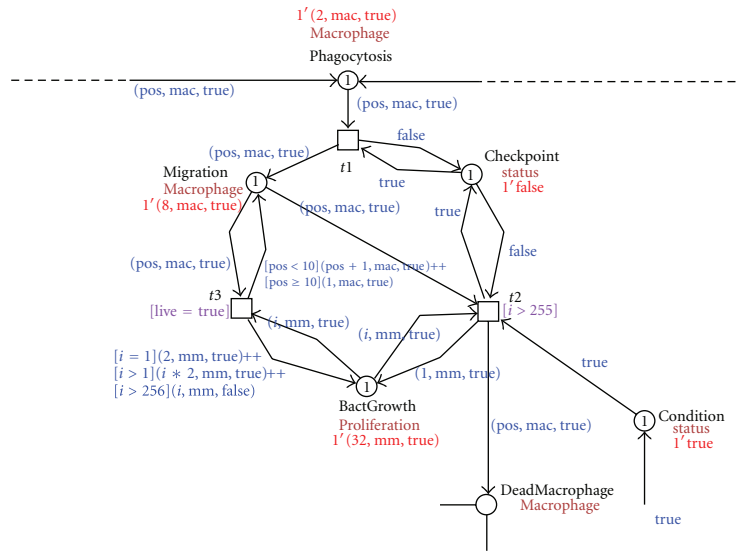 1′(2, mac, true)
Macrophage
Phagocytosis
1
(pos, mac, true)
(pos, mac, true)
false
t1
true
(pos, mac, true)
Migration
Macrophage
1′(8, mac, true)
1
Checkpoint
status
1′false
1
(pos, mac, true)
true
false
(pos, mac, true)
[pos < 10](pos + 1, mac, true)++
[pos ≥ 10](1, mac, true)
t3
[live = true]
t2
[i > 255]
(i, mm, true)
(i, mm, true)
[i = 1](2, mm, true)++
[i > 1](i ∗ 2, mm, true)++
[i > 256](i, mm, false)
(1, mm, true)
true
1
BactGrowth
Proliferation
1′(32, mm, true)
(pos, mac, true)
1
Condition
status
1′true
DeadMacrophage
Macrophage
true